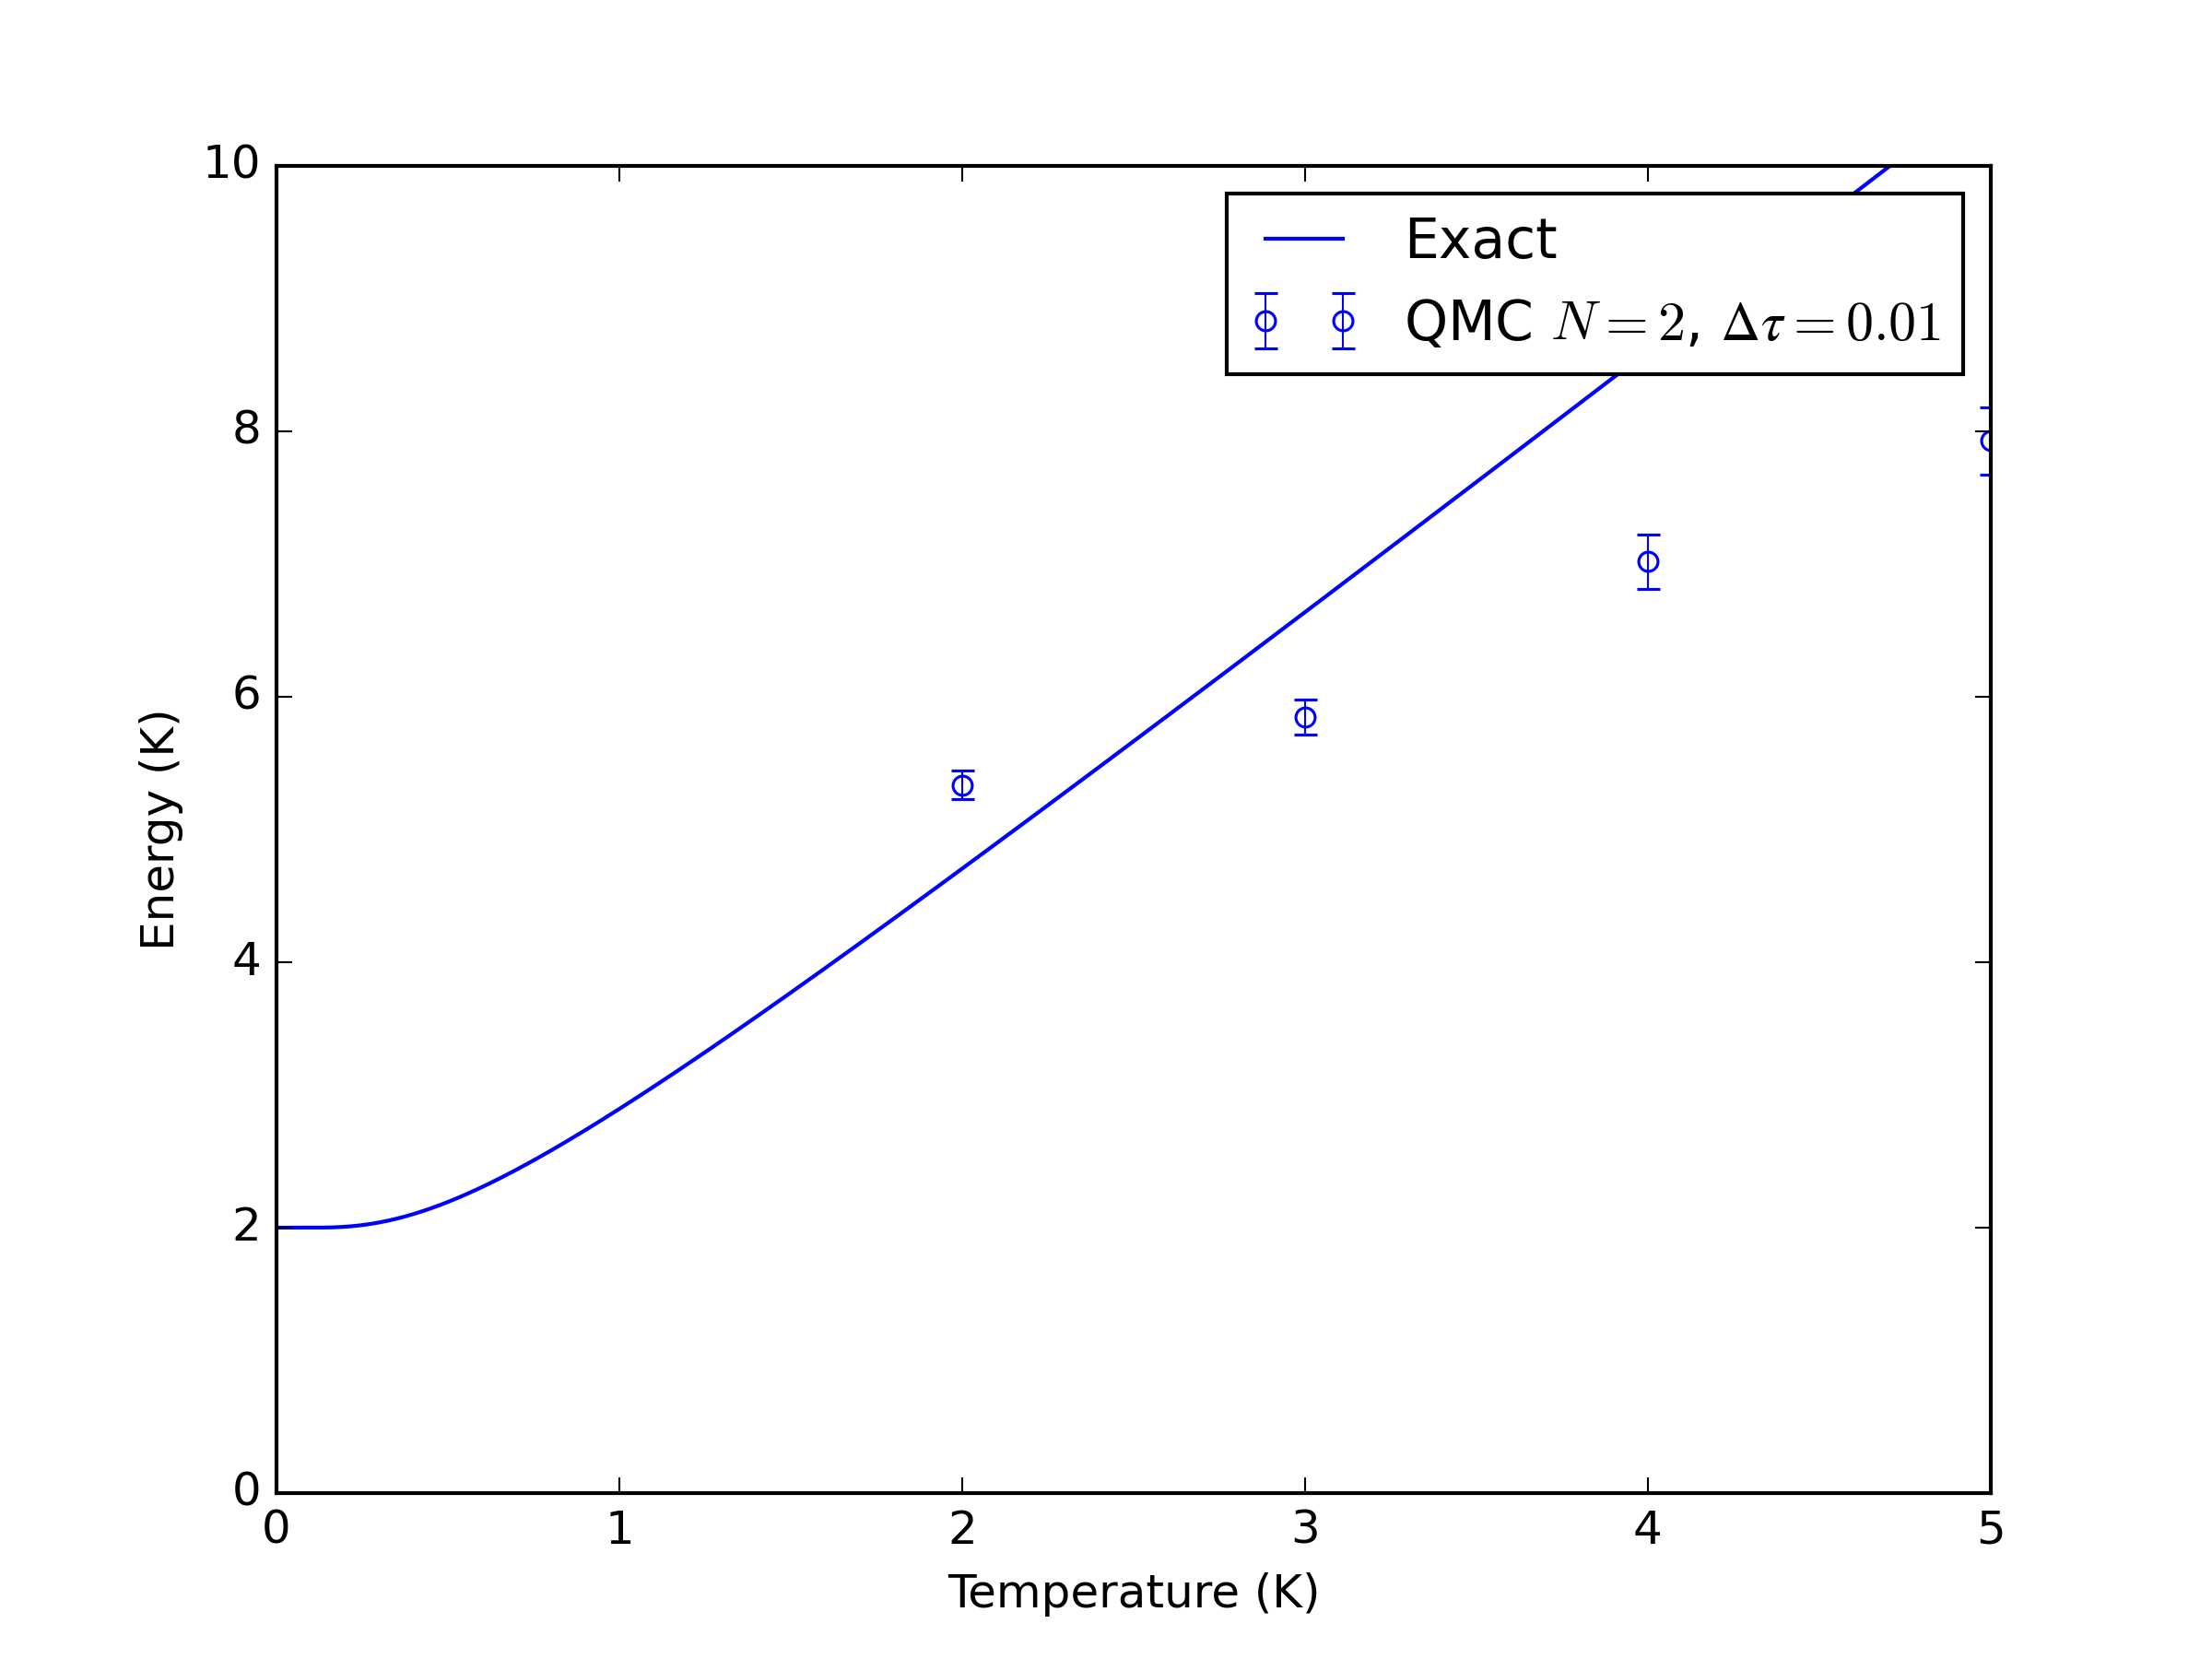 Exact
QMC N = 2, Δτ = 0.01
10
8
6
4
2
0
Energy (K)
0 1 2 3 4 5
Temperature (K)